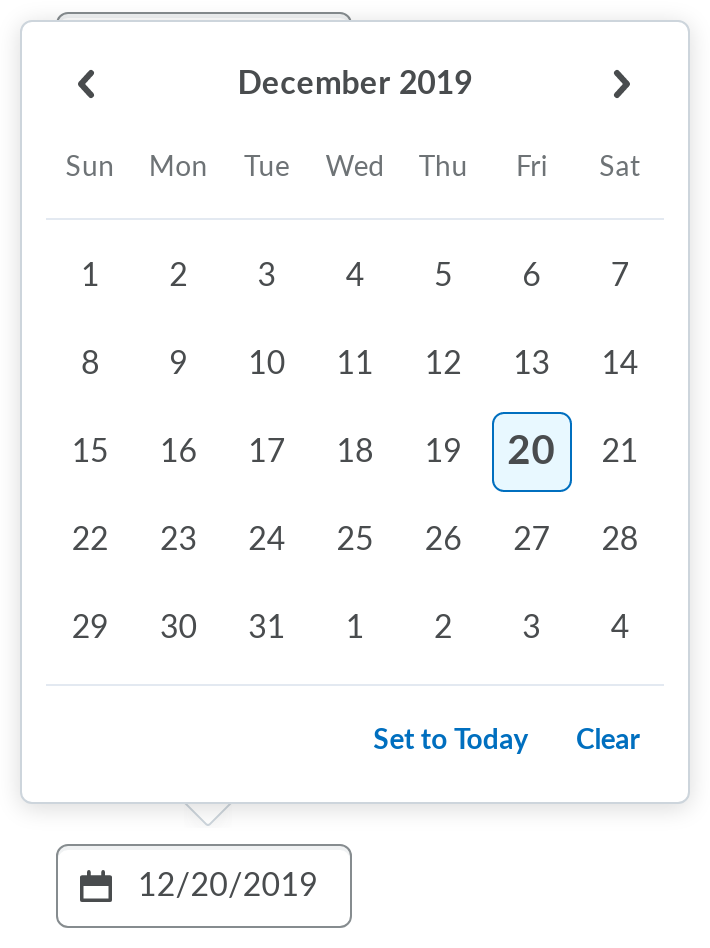 December 2019
Sun Mon Tue Wed Thu Fri Sat
1 2 3 4 5 6 7
8 9 10 11 12 13 14
15 16 17 18 19 20 21
22 23 24 25 26 27 28
29 30 31 1 2 3 4
Set to Today Clear
12/20/2019